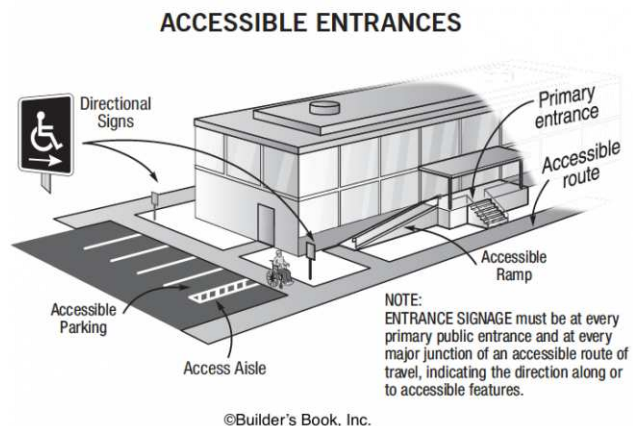 ACCESSIBLE ENTRANCES
Directional
Signs
Primary
entrance
Accessible
route
Accessible
Ramp
Accessible
Parking
Access Aisle
NOTE:
ENTRANCE SIGNAGE must be at every
primary public entrance and at every
major junction of an accessible route of
travel, indicating the direction along or
to accessible features.
©Builder's Book, Inc.